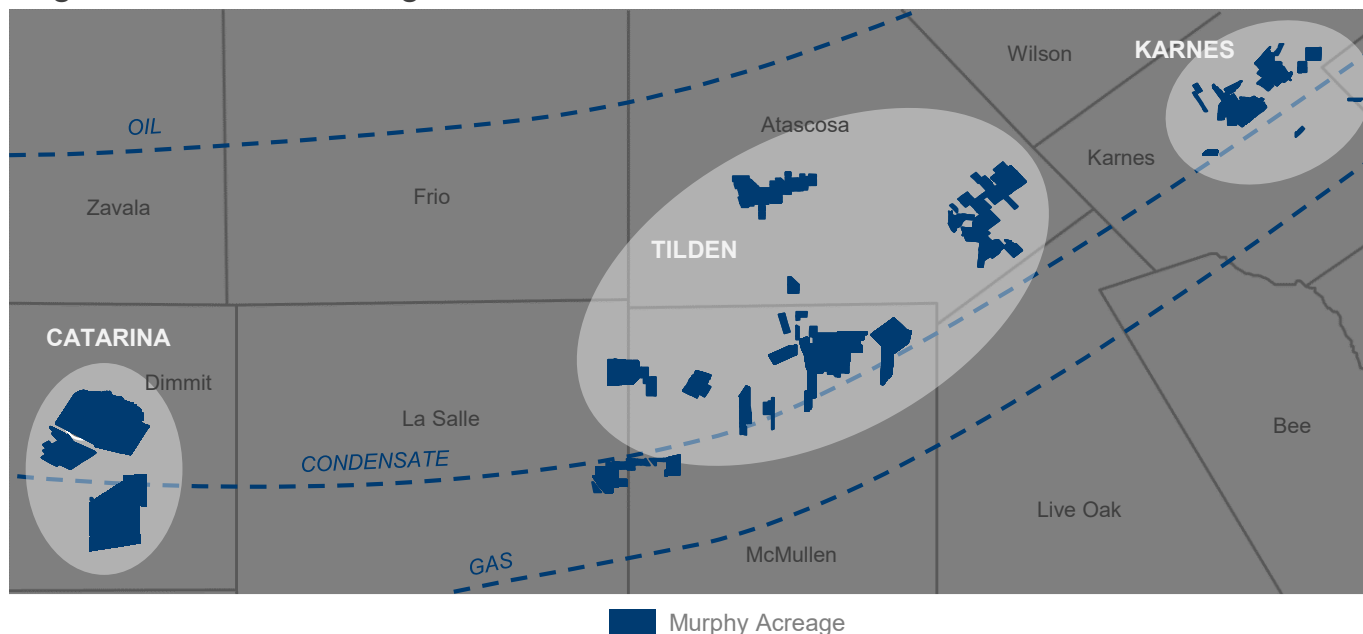 Wilson
KARNES
OIL
Atascosa
Karnes
Zavala
Frio
TILDEN
CATARINA
Dimmit
La Salle
Bee
CONDENSATE
Live Oak
GAS
McMullen
Murphy Acreage